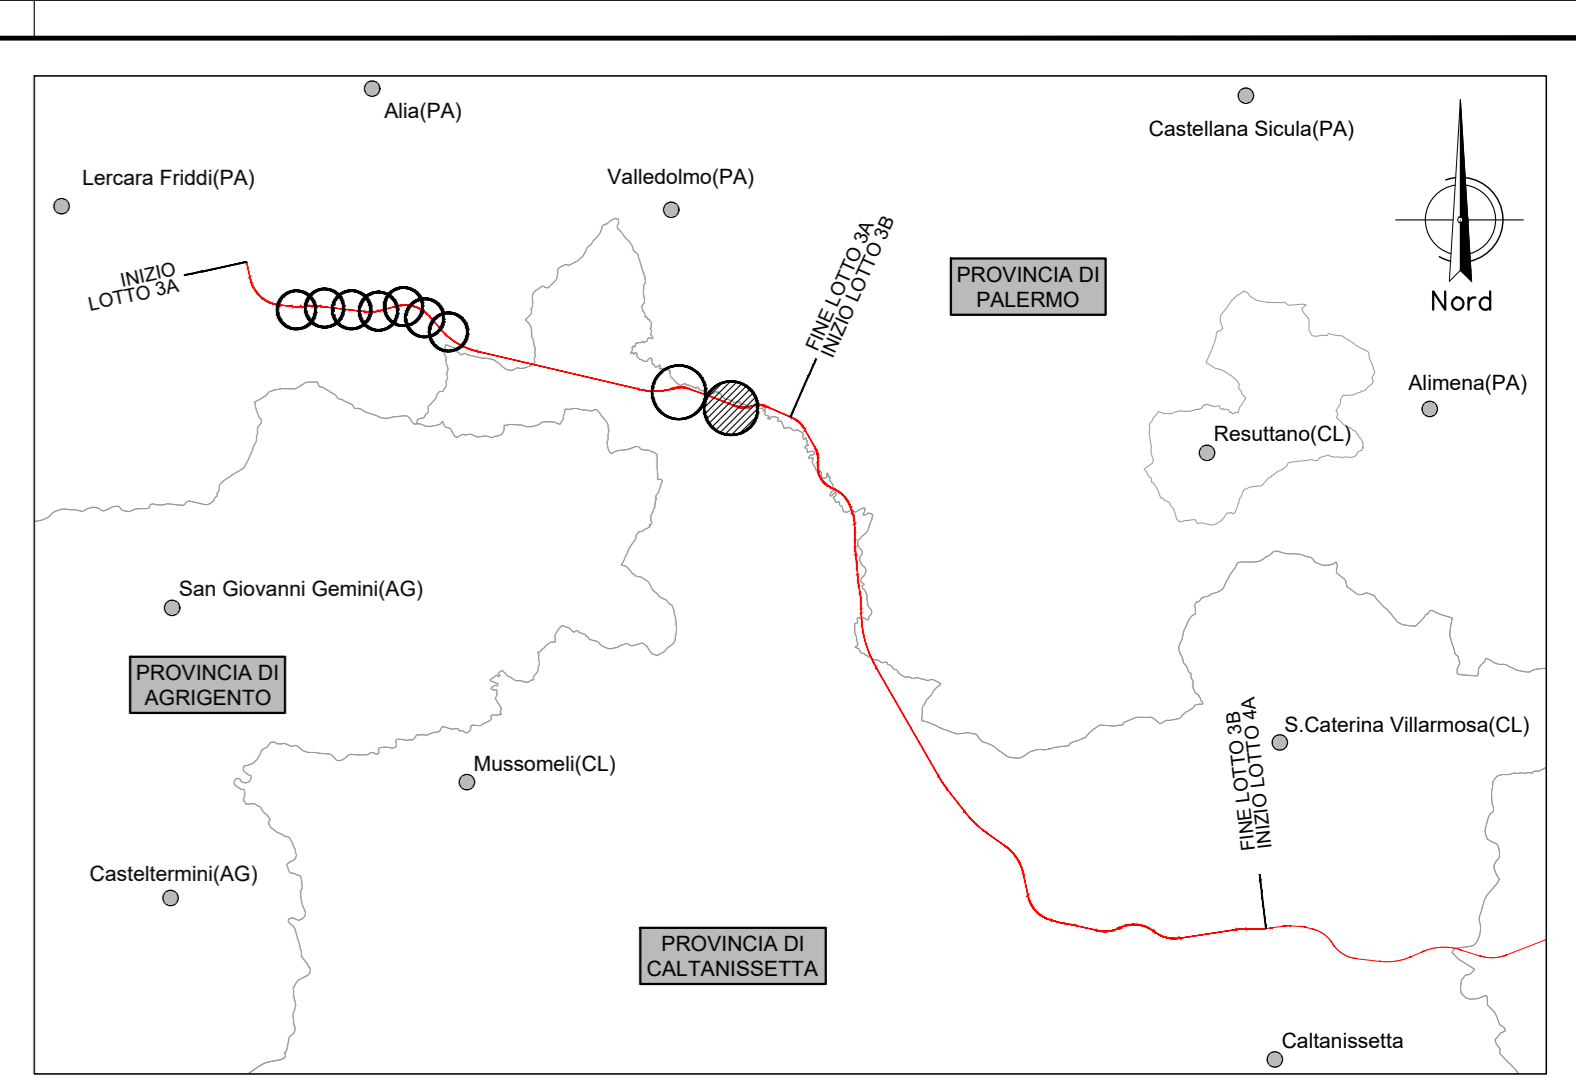 Alia(PA)
Castellana Sicula(PA)
Lercara Friddi(PA)
Valledolmo(PA)
INIZIO
LOTTO 3A
FINE LOTTO 3A
INIZIO LOTTO 3B
PROVINCIA DI
PALERMO
Nord
Alimena(PA)
Resuttano(CL)
San Giovanni Gemini(AG)
PROVINCIA DI
AGRIGENTO
Mussomeli(CL)
FINE LOTTO 3B
INIZIO LOTTO 4A
S.Caterina Villarmosa(CL)
Casteltermini(AG)
PROVINCIA DI
CALTANISSETTA
Caltanissetta